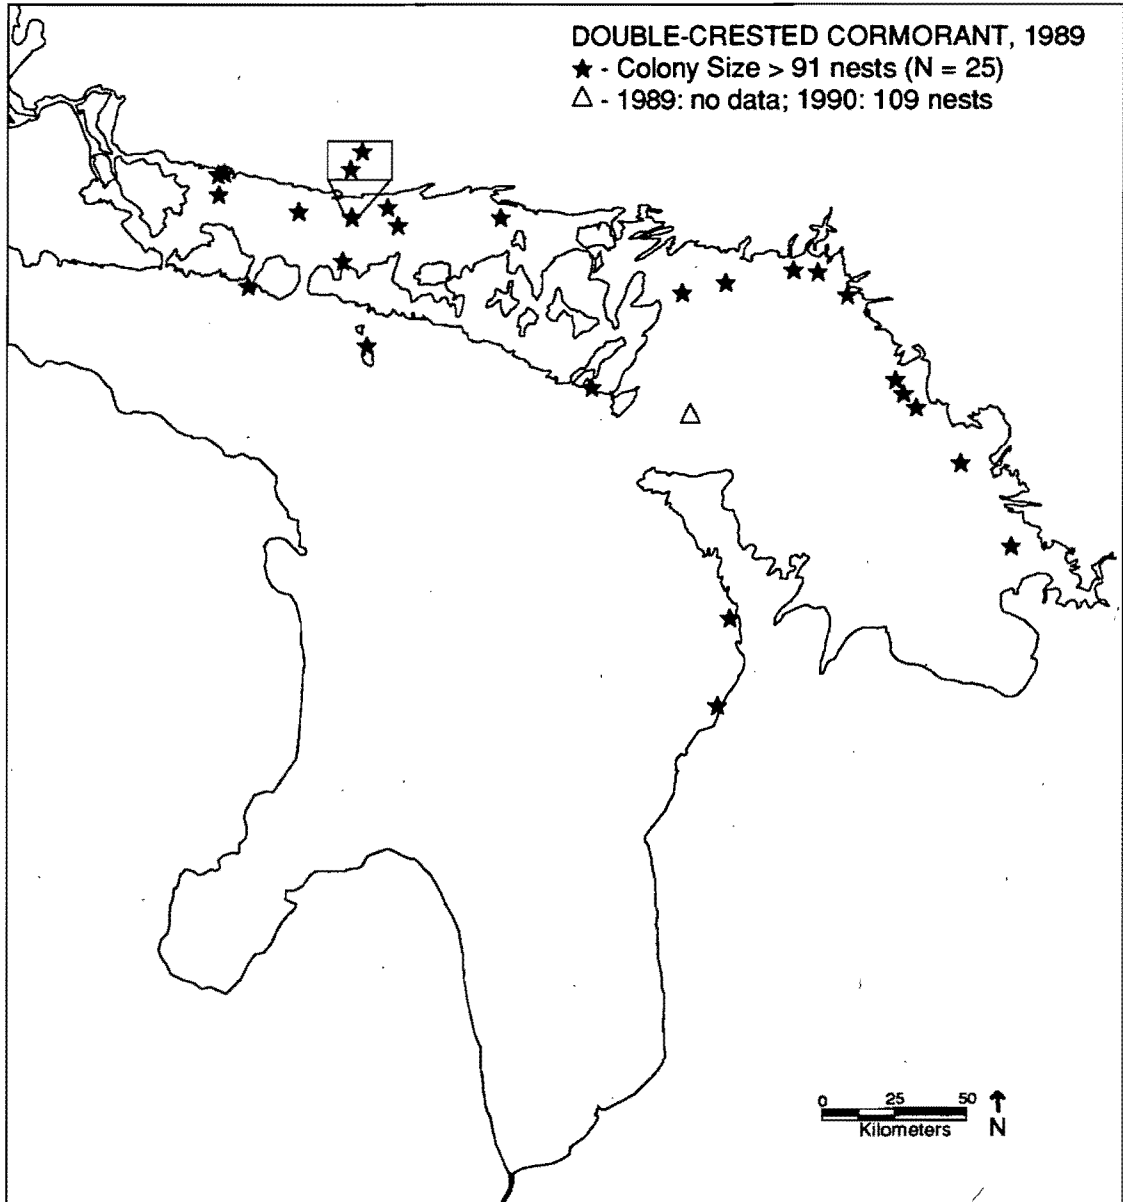 DOUBLE-CRESTED CORMORANT, 1989
★ - Colony Size > 91 nests (N = 25)
△ - 1989: no data; 1990: 109 nests
0 25 50
Kilometers
N